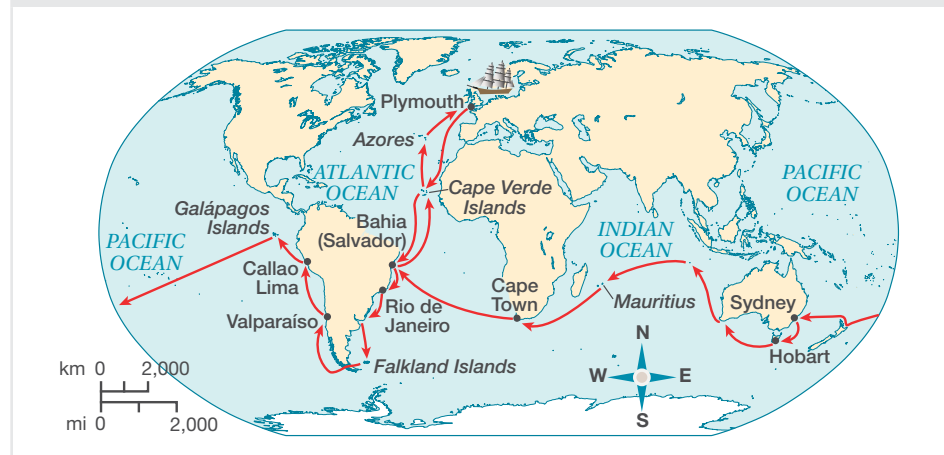 Plymouth
Azores
ATLANTIC
OCEAN
PACIFIC
OCEAN
Cape Verde
Islands
Galápagos
Islands
Bahia
(Salvador)
PACIFIC
OCEAN
INDIAN
OCEAN
Callao
Lima
Cape
Town
Mauritius
Sydney
Rio de
Janeiro
Valparaíso
Hobart
Falkland Islands
N
W E
S
km 0 2,000
mi 0 2,000